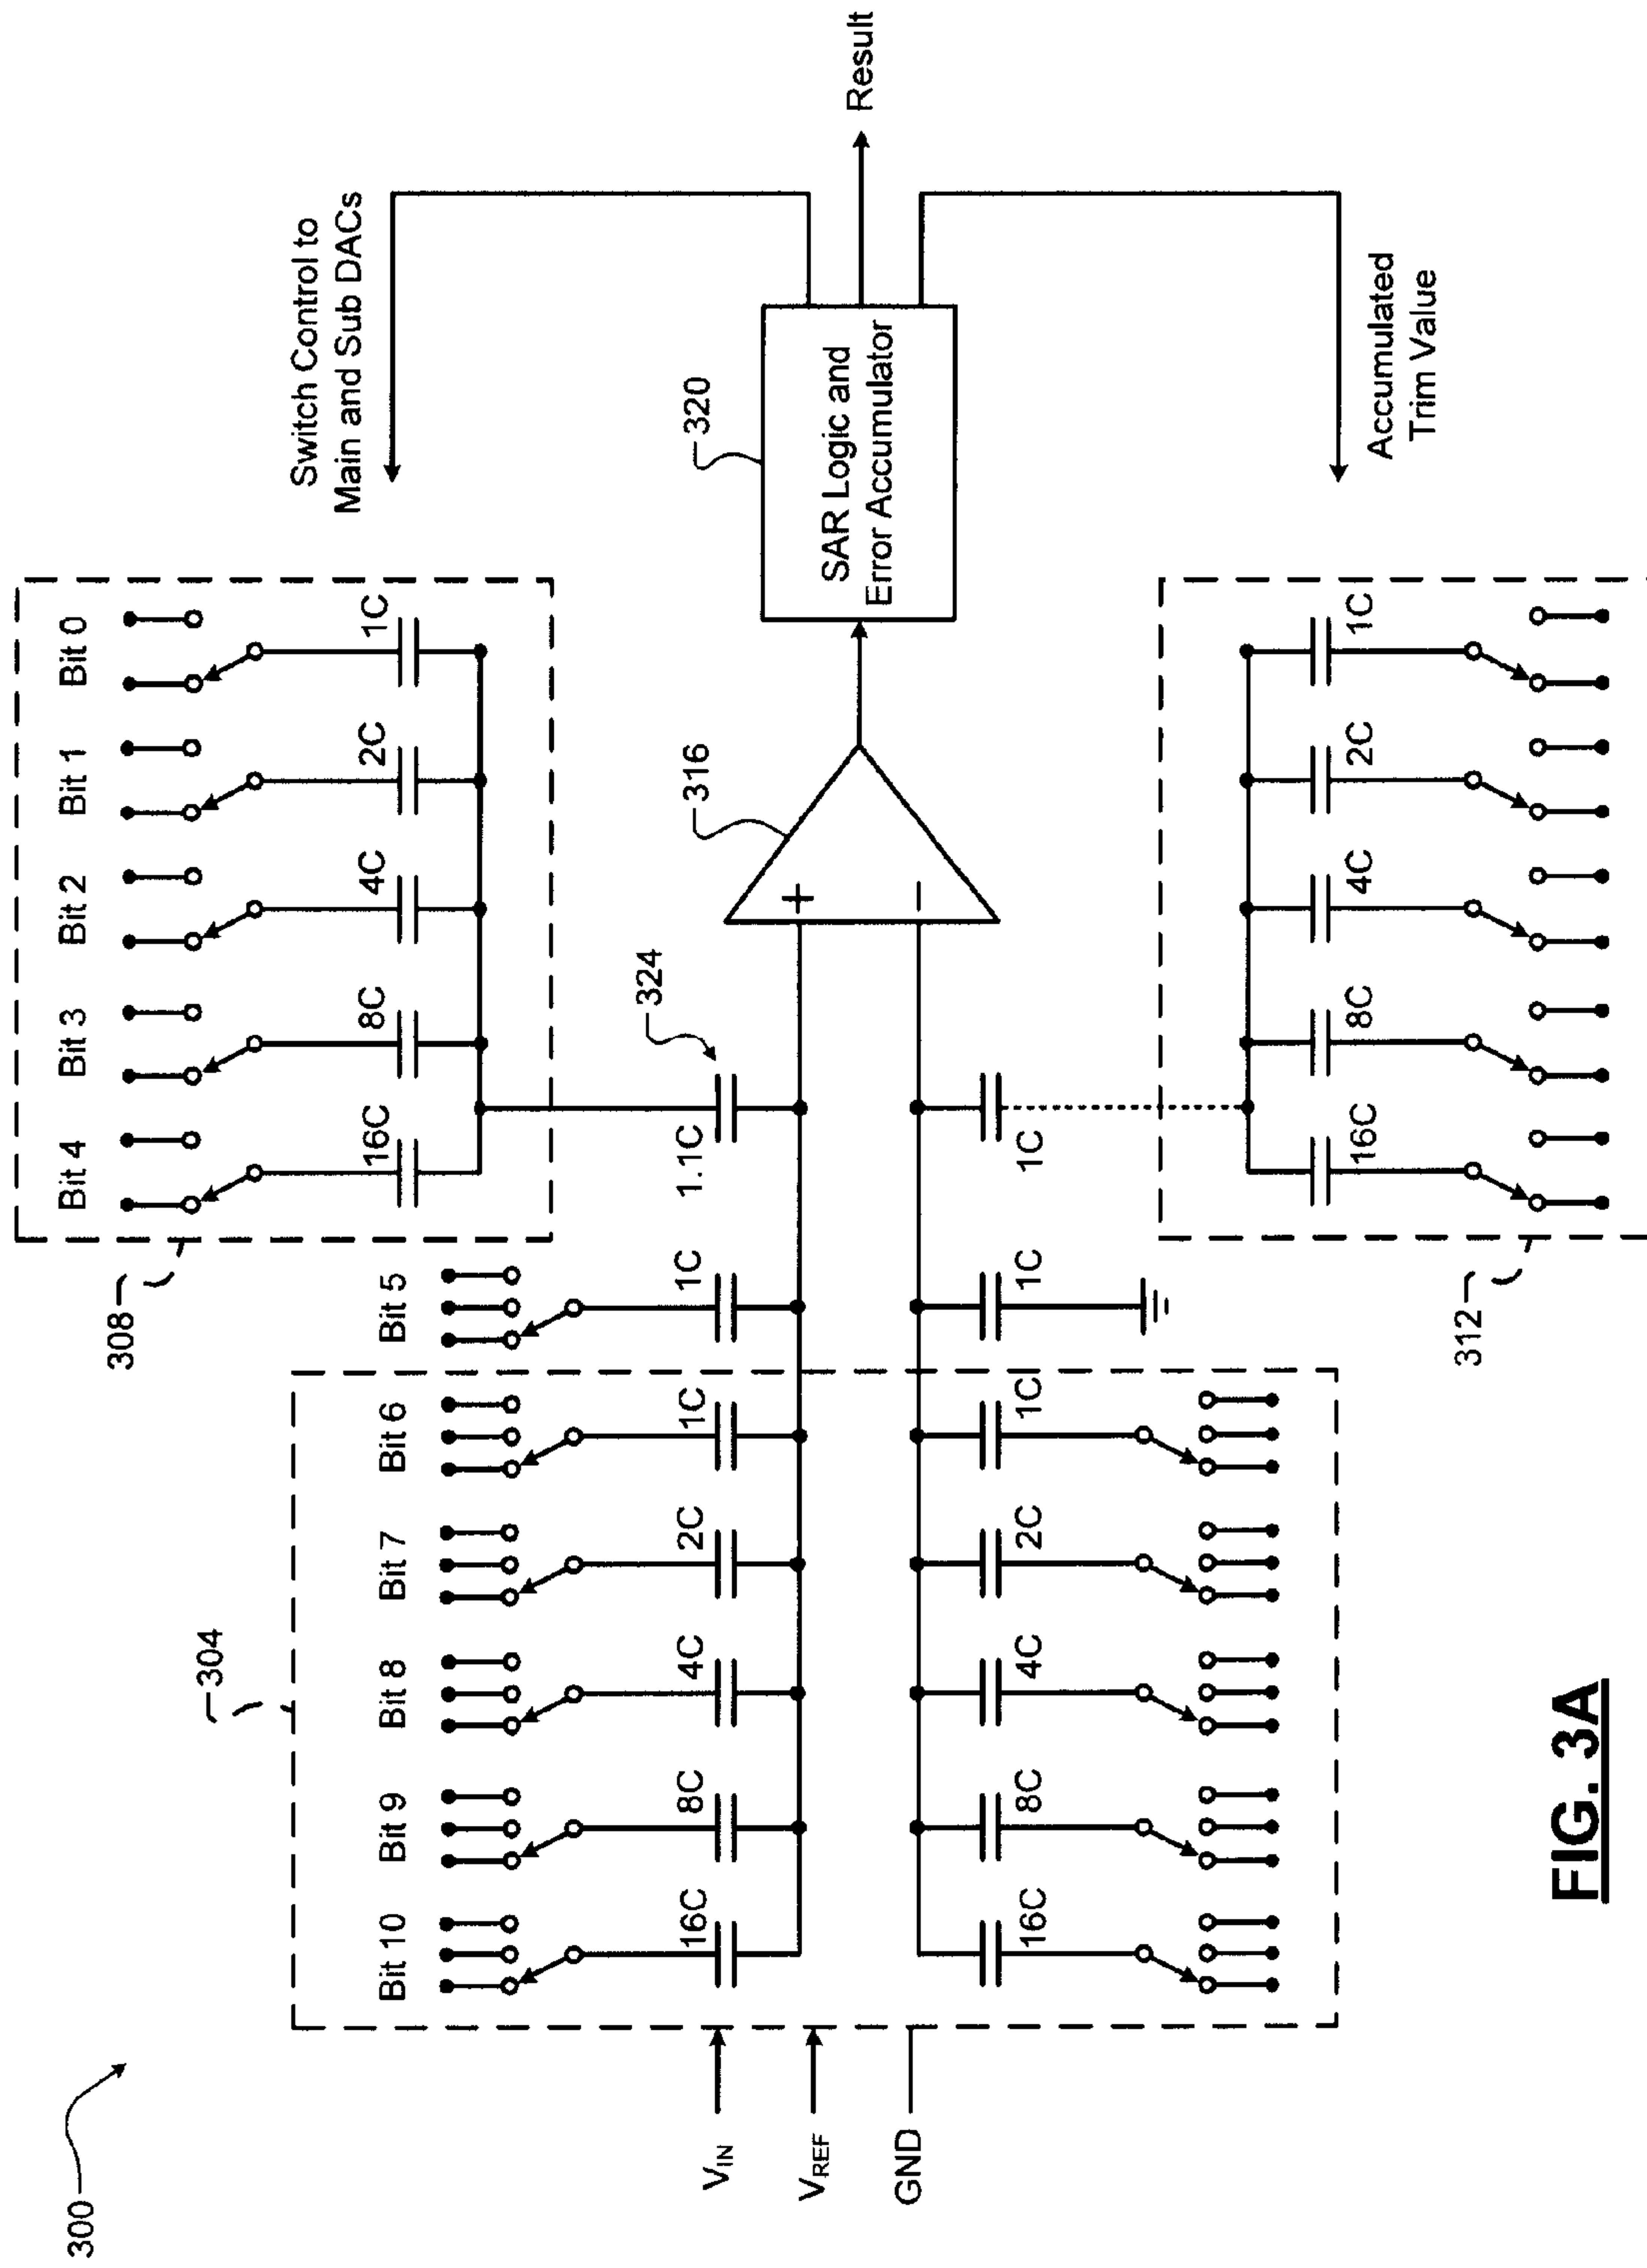 300
304
Bit 10
Bit 9
Bit 8
Bit 7
Bit 6
Bit 5
16C
8C
4C
2C
1C
1C
308
Bit 4
Bit 3
Bit 2
Bit 1
Bit 0
16C
8C
4C
2C
1C
1.1C
324
316
+
−
320
SAR Logic and
Error Accumulator
Switch Control to
Main and Sub DACs
Result
Accumulated
Trim Value
VIN
VREF
GND
16C
8C
4C
2C
1C
1C
1C
312
16C
8C
4C
2C
1C
FIG. 3A